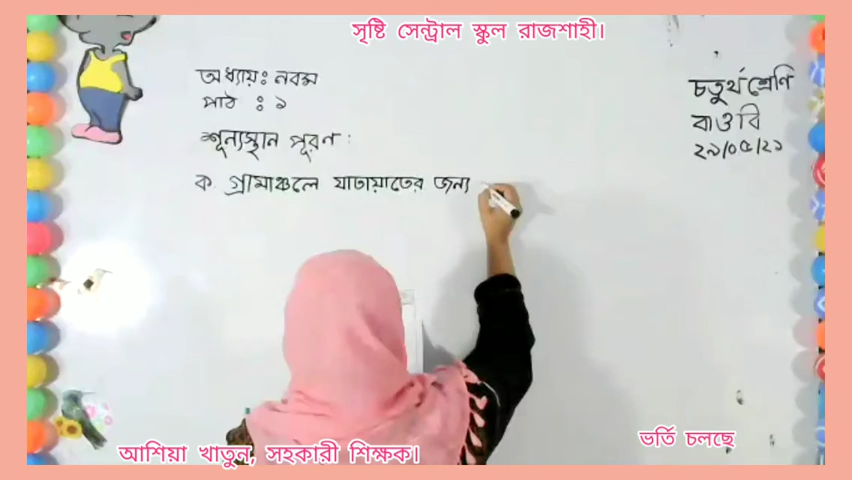 সৃষ্টি সেন্ট্রাল স্কুল রাজশাহী।
অধ্যায়ঃ নবম
পাঠ : ১
শূন্যস্থান পূরণ:
ক. গ্রামাঞ্চলে যাতায়াতের জন্য
চতুর্থ শ্রেণি
বাওবি
২৯/০৫/২১
ভর্তি চলছে
আশিয়া খাতুন, সহকারী শিক্ষক।